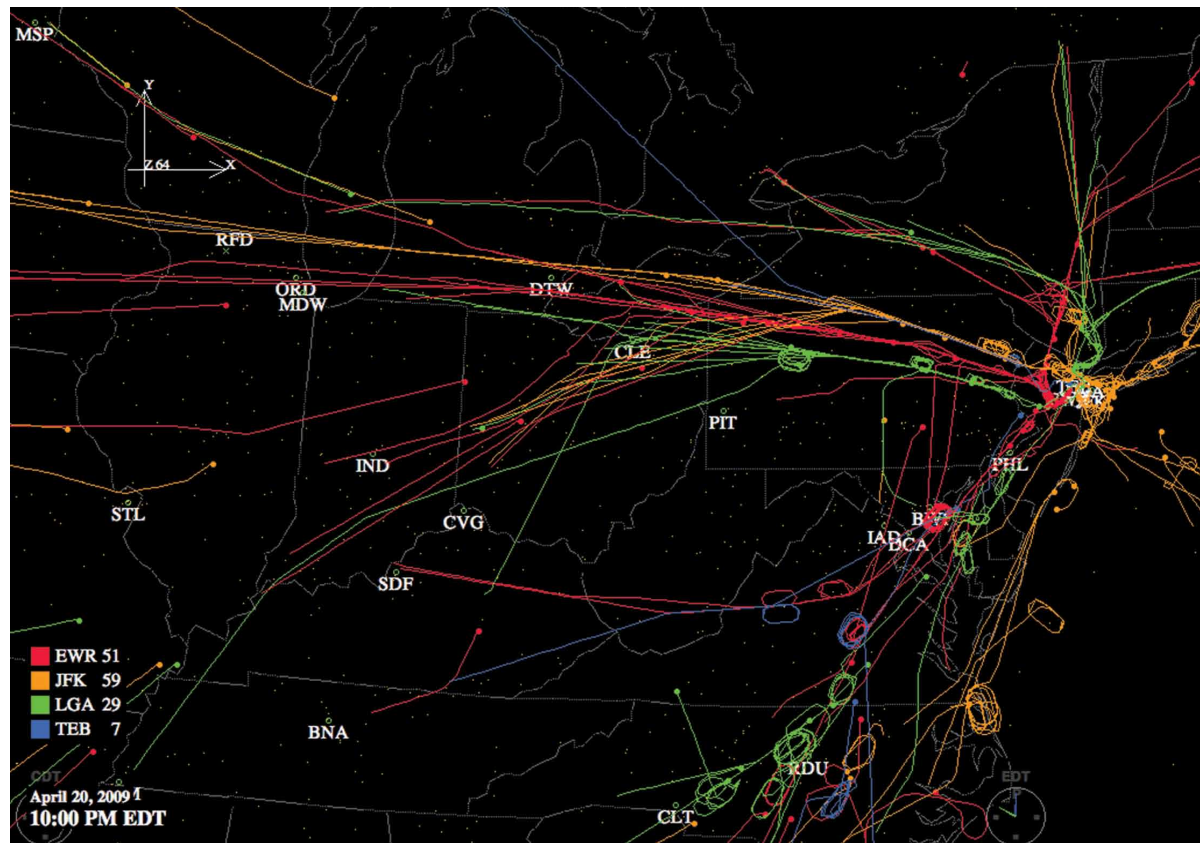 MSP
Y
Z 64
X
RFD
ORD
MDW
DTW
CLE
PIT
IND
PHL
STL
CVG
IAD
DCA
SDF
EWR 51
JFK 59
LGA 29
TEB 7
BNA
RDU
CDT
EDT
April 20, 2009
10:00 PM EDT
CLT